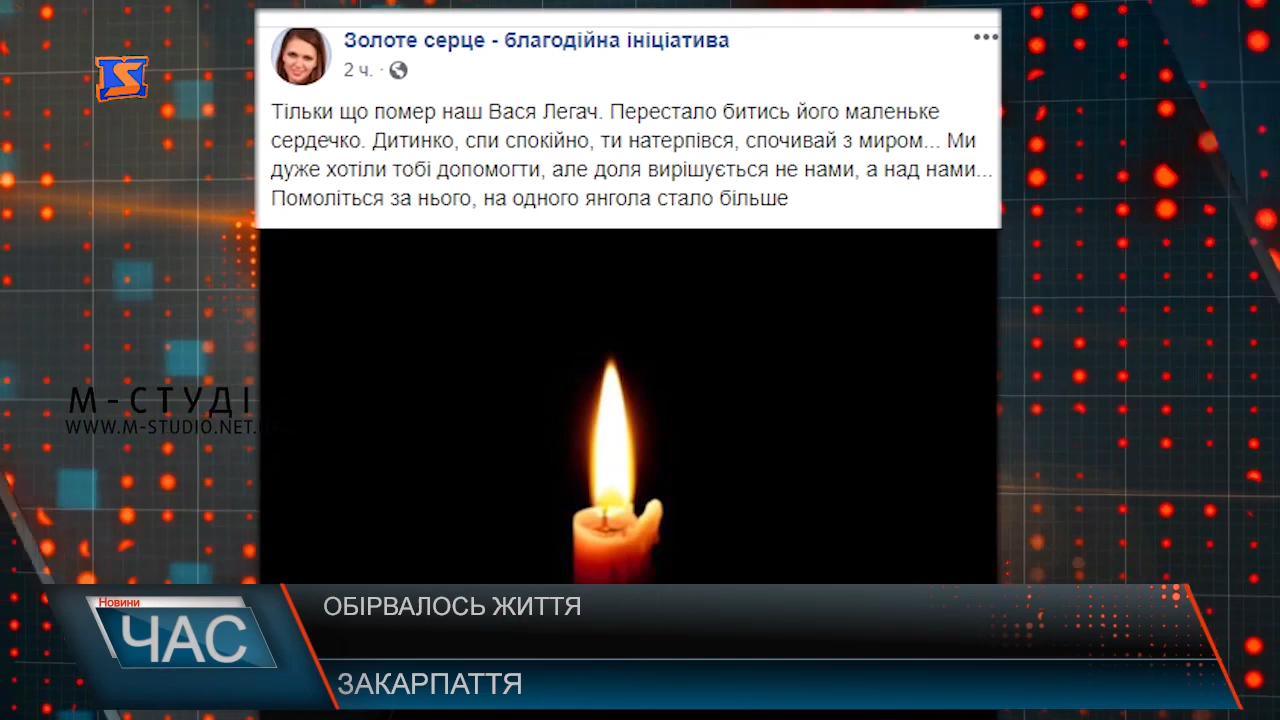 Золоте серце - благодійна ініціатива
2 ч. ·
Тільки що помер наш Вася Легач. Перестало битись його маленьке
сердечко. Дитинко, спи спокійно, ти натерпівся, спочивай з миром... Ми
дуже хотіли тобі допомогти, але доля вирішується не нами, а над нами...
Помоліться за нього, на одного янгола стало більше
М-СТУДІ
WWW.M-STUDIO.NET.
Новини
ЧАС
ОБІРВАЛОСЬ ЖИТТЯ
ЗАКАРПАТТЯ